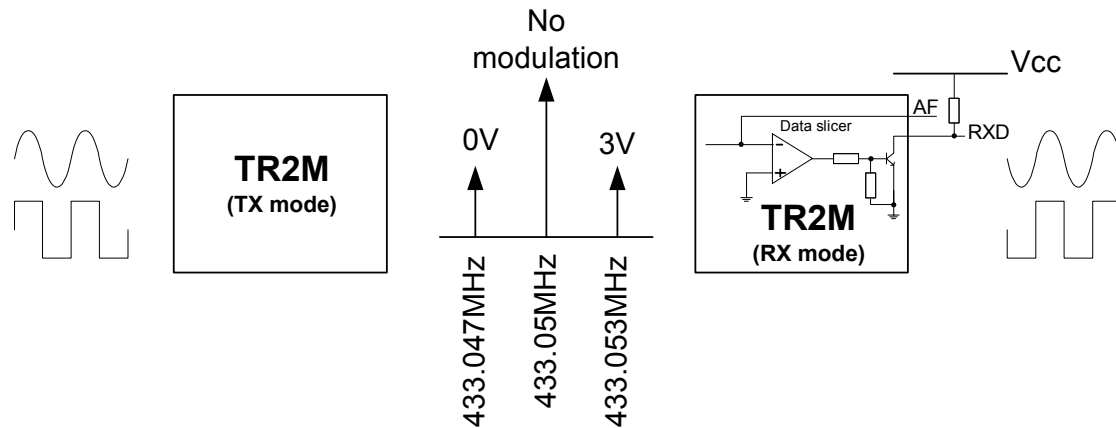 No
modulation
0V
3V
TR2M
(TX mode)
433.047MHz
433.05MHz
433.053MHz
Vcc
AF
RXD
Data slicer
-
+
TR2M
(RX mode)